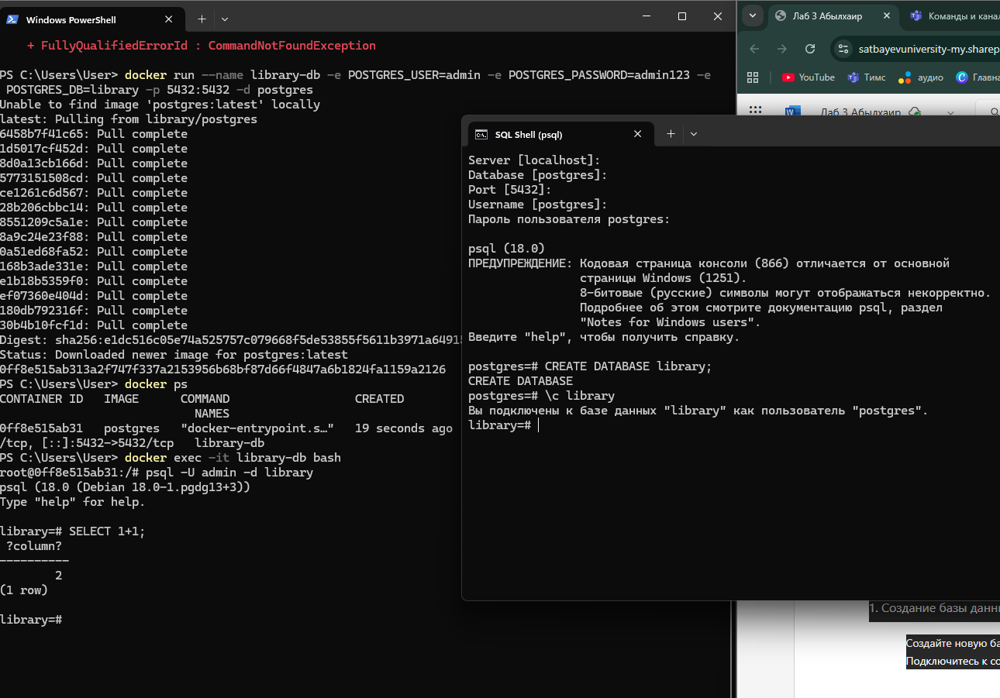 Windows PowerShell
+ FullyQualifiedErrorId : CommandNotFoundException
PS C:\Users\User> docker run --name library-db -e POSTGRES_USER=admin -e POSTGRES_PASSWORD=admin123 -e
POSTGRES_DB=library -p 5432:5432 -d postgres
Unable to find image 'postgres:latest' locally
latest: Pulling from library/postgres
6458b7f41c65: Pull complete
1d5017cf452d: Pull complete
8d0a13cb166d: Pull complete
5773151508cd: Pull complete
ce1261c6d567: Pull complete
28b206cbbc14: Pull complete
8551209c5a1e: Pull complete
8a9c24e23f88: Pull complete
0a51ed68fa52: Pull complete
168b3ade331e: Pull complete
e1b18b5359f0: Pull complete
ef07360e404d: Pull complete
180db792316f: Pull complete
30b4b10fcf1d: Pull complete
Digest: sha256:e1dc516c05e74a525757c079668f5de53855f5611b3971a64915
Status: Downloaded newer image for postgres:latest
0ff8e515ab313a2f747f337a2153956b68bf87d66f4847a6b1824fa1159a2126
PS C:\Users\User> docker ps
CONTAINER ID   IMAGE      COMMAND                  CREATED
NAMES
0ff8e515ab31   postgres   "docker-entrypoint.s…"   19 seconds ago
/tcp, [::]:5432->5432/tcp   library-db
PS C:\Users\User> docker exec -it library-db bash
root@0ff8e515ab31:/# psql -U admin -d library
psql (18.0 (Debian 18.0-1.pgdg13+3))
Type "help" for help.
library=# SELECT 1+1;
?column?
----------
2
(1 row)
library=#
Лаб 3 Абылхаир
Команды и кана
satbayevuniversity-my.sharep
YouTube
Тимс
аудио
Главна
Лаб 3 Абылхаир
SQL Shell (psql)
Server [localhost]:
Database [postgres]:
Port [5432]:
Username [postgres]:
Пароль пользователя postgres:
psql (18.0)
ПРЕДУПРЕЖДЕНИЕ: Кодовая страница консоли (866) отличается от основной
страницы Windows (1251).
8-битовые (русские) символы могут отображаться некорректно.
Подробнее об этом смотрите документацию psql, раздел
"Notes for Windows users".
Введите "help", чтобы получить справку.
postgres=# CREATE DATABASE library;
CREATE DATABASE
postgres=# \c library
Вы подключены к базе данных "library" как пользователь "postgres".
library=#
1. Создание базы данн
Создайте новую ба
Подключитесь к со